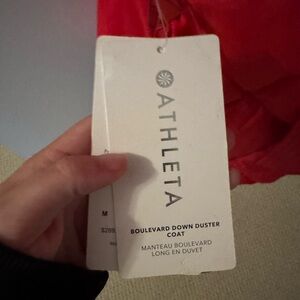 ATHLETA
BOULEVARD DOWN DUSTER
COAT
MANTEAU BOULEVARD
LONG EN DUVET
M